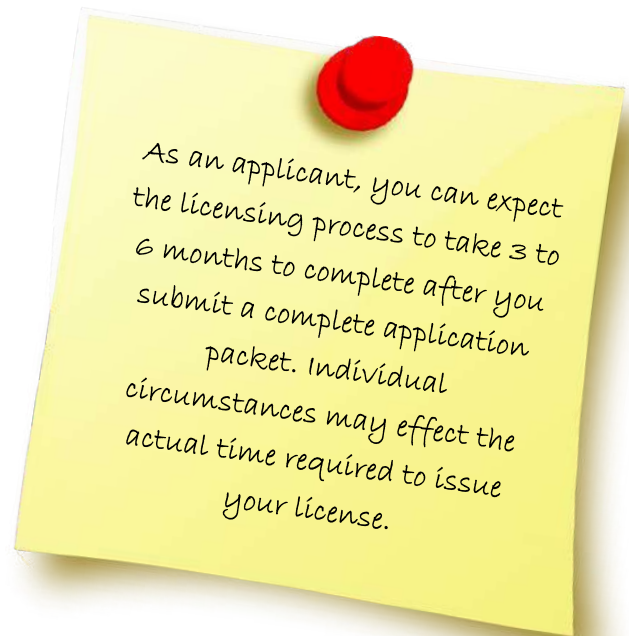 As an applicant, you can expect
the licensing process to take 3 to
6 months to complete after you
submit a complete application
packet. Individual
circumstances may effect the
actual time required to issue
your license.